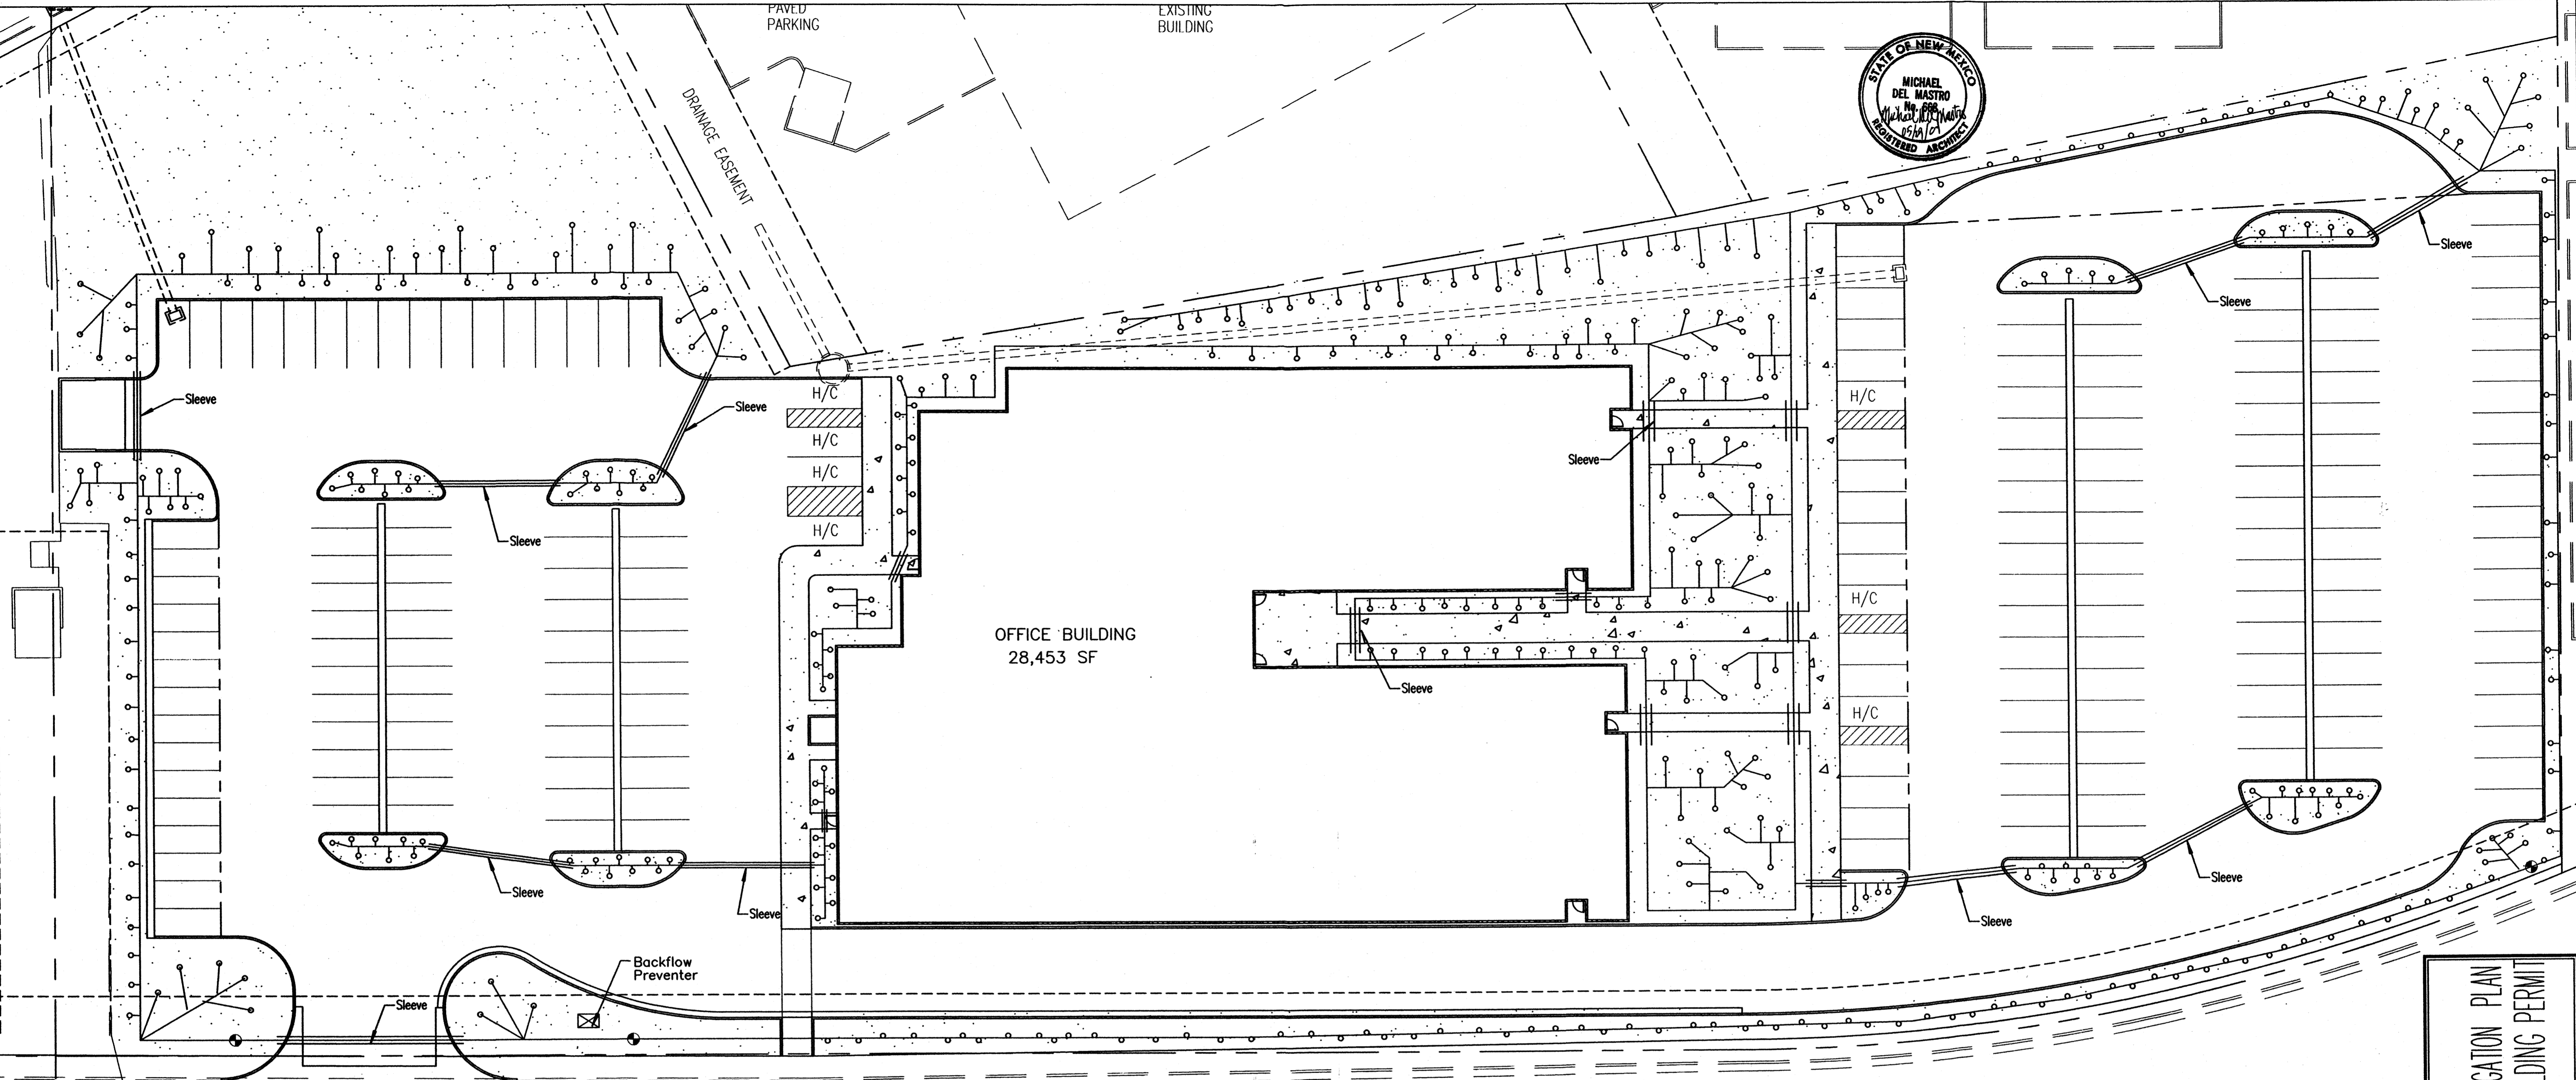 PAVED
PARKING
EXISTING
BUILDING
STATE OF NEW MEXICO
MICHAEL
DEL MASTRO
No. 668
REGISTERED ARCHITECT
DRAINAGE EASEMENT
Sleeve
Sleeve
Sleeve
Sleeve
H/C
H/C
H/C
H/C
H/C
Sleeve
Sleeve
Sleeve
H/C
OFFICE BUILDING
28,453 SF
Sleeve
H/C
Sleeve
Sleeve
Sleeve
Sleeve
Backflow
Preventer
Sleeve
GATION PLAN
LDING PERMIT